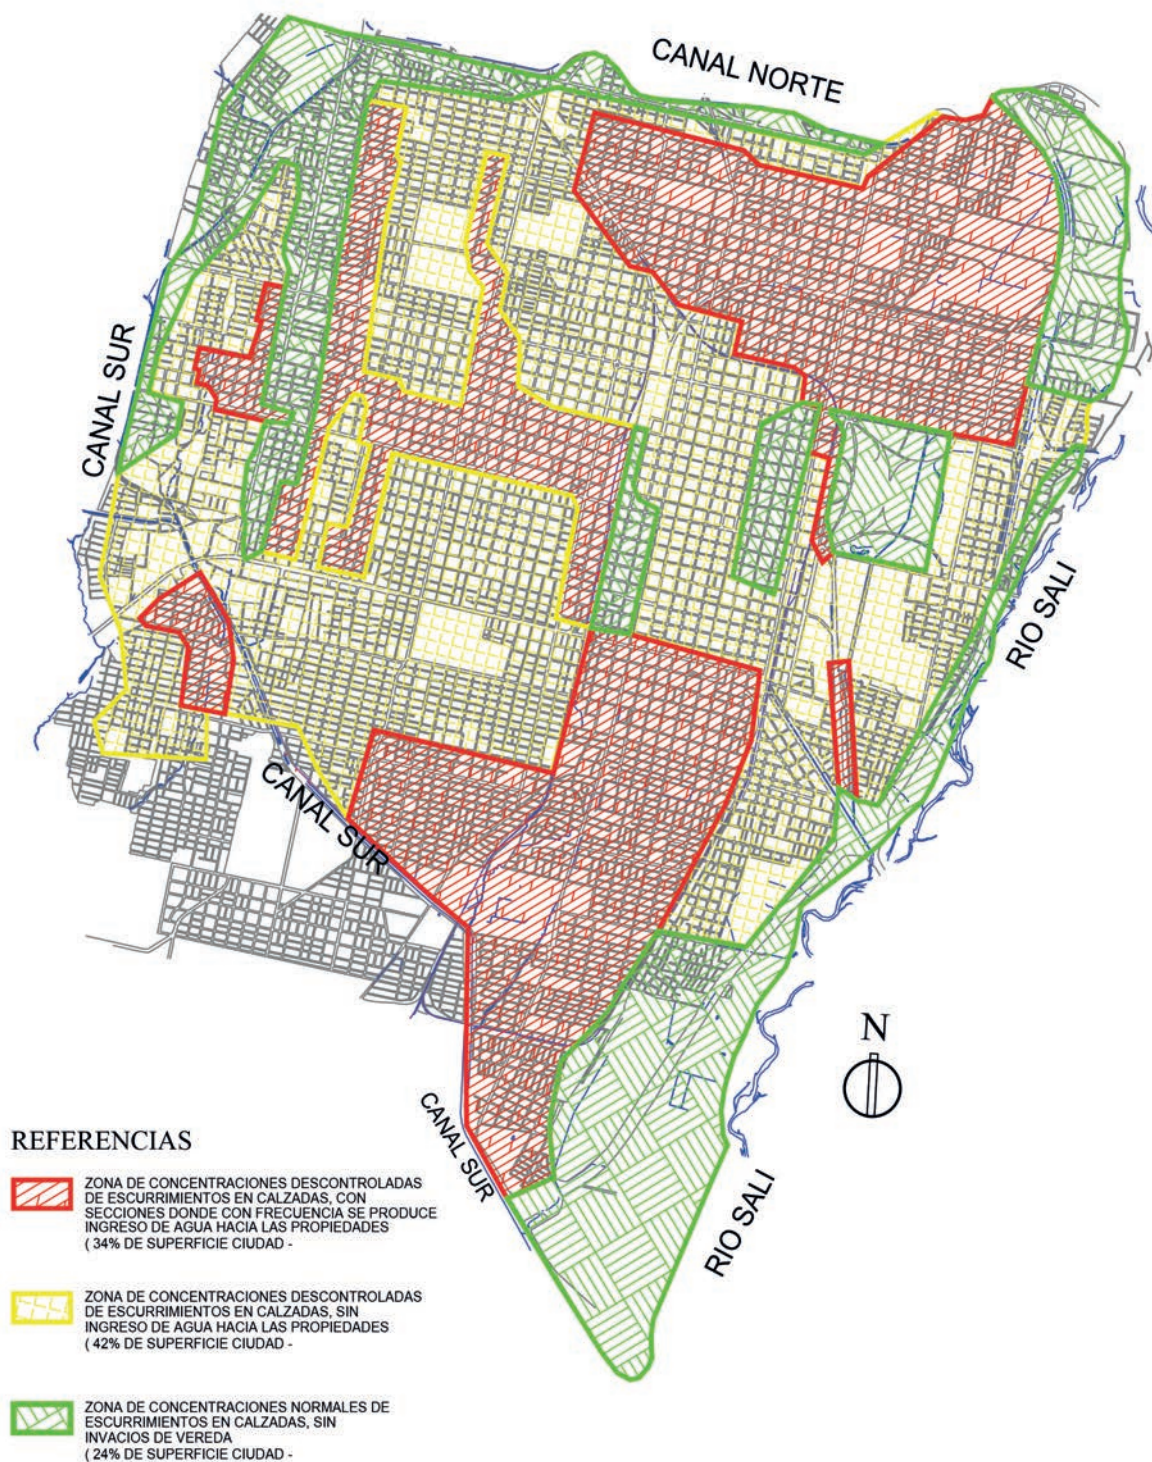 CANAL NORTE
CANAL SUR
RIO SALI
CANAL SUR
N
CANAL SUR
RIO SALI
REFERENCIAS
ZONA DE CONCENTRACIONES DESCONTROLADAS
DE ESCURRIMIENTOS EN CALZADAS, CON
SECCIONES DONDE CON FRECUENCIA SE PRODUCE
INGRESO DE AGUA HACIA LAS PROPIEDADES
( 34% DE SUPERFICIE CIUDAD -
ZONA DE CONCENTRACIONES DESCONTROLADAS
DE ESCURRIMIENTOS EN CALZADAS, SIN
INGRESO DE AGUA HACIA LAS PROPIEDADES
( 42% DE SUPERFICIE CIUDAD -
ZONA DE CONCENTRACIONES NORMALES DE
ESCURRIMIENTOS EN CALZADAS, SIN
INVACIOS DE VEREDA
( 24% DE SUPERFICIE CIUDAD -